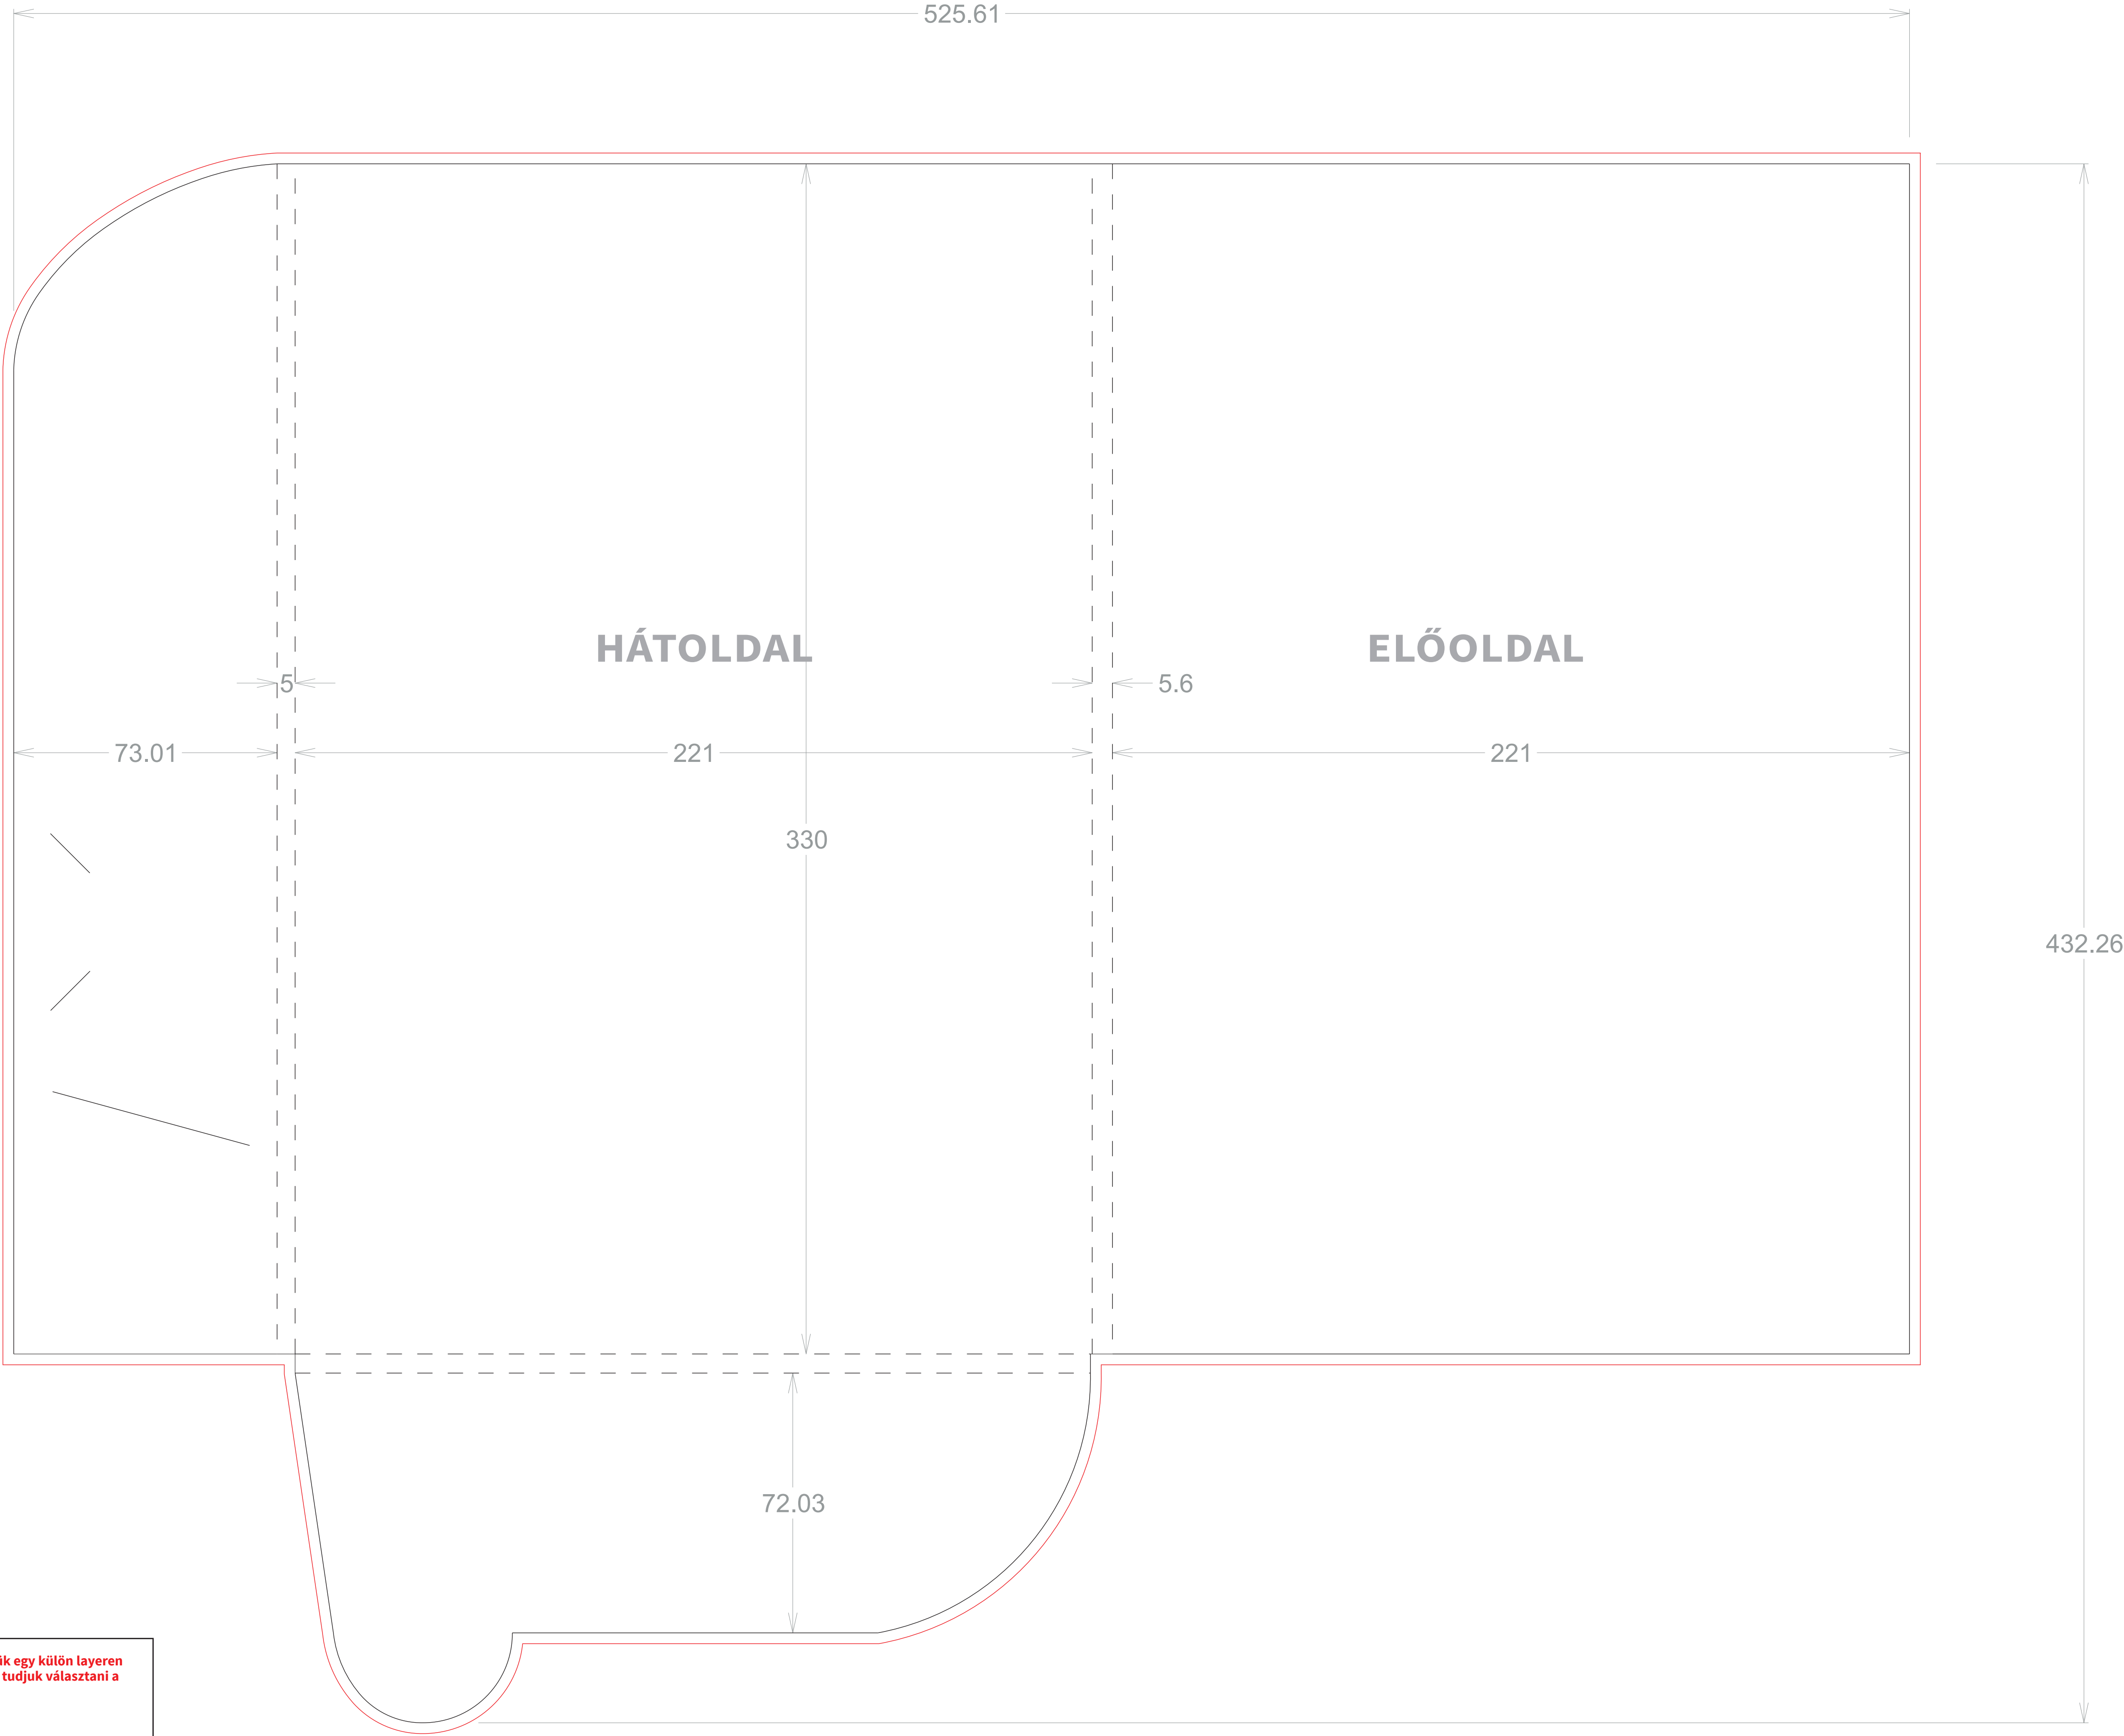 525.61
HÁTOLDAL
ELŐOLDAL
5
5.6
73.01
221
221
330
432.26
72.03
egy külön layeren
tudjuk választani a